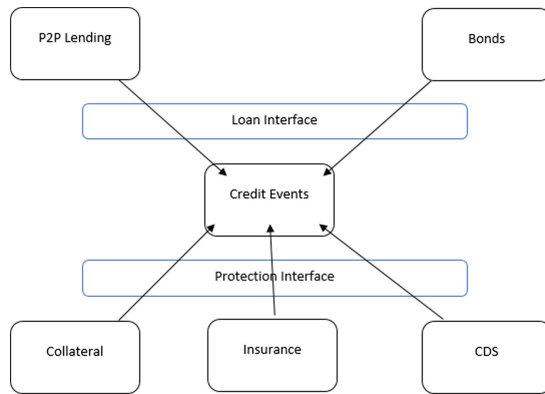 P2P Lending
Bonds
Loan Interface
Credit Events
Protection Interface
Collateral
Insurance
CDS